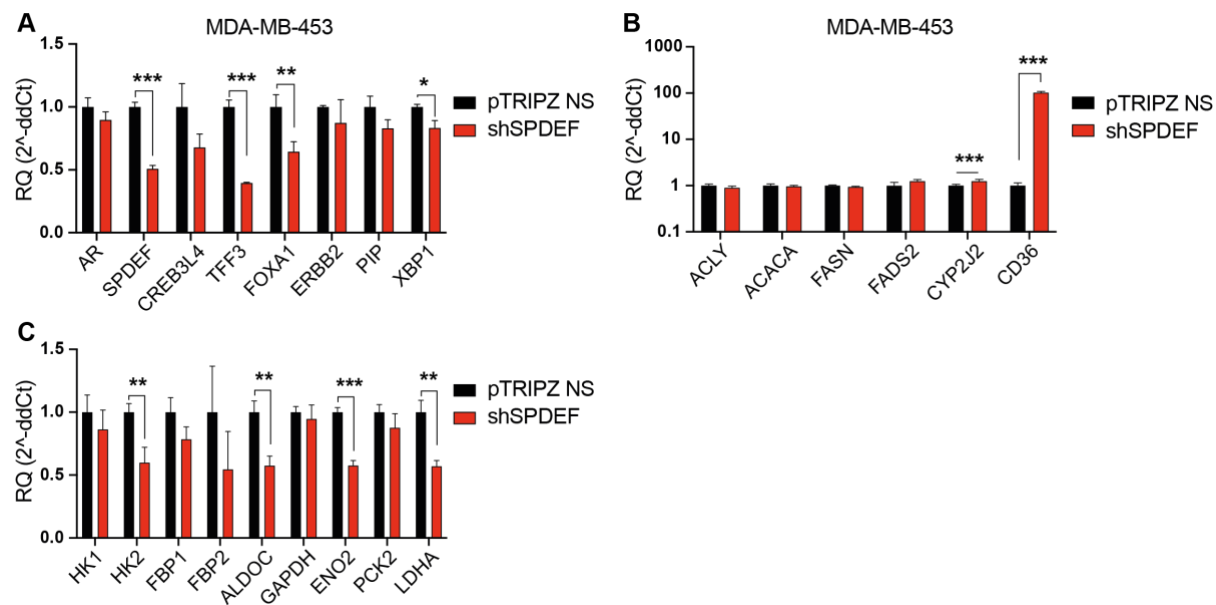 A
MDA-MB-453
RQ (2^-ddCt)
1.5
1.0
0.5
0.0
***
***
**
*
AR
SPDEF
CREB3L4
TFF3
FOXA1
ERBB2
PIP
XBP1
pTRIPZ NS
shSPDEF
B
MDA-MB-453
RQ (2^-ddCt)
1000
100
10
1
0.1
***
***
ACLY
ACACA
FASN
FADS2
CYP2J2
CD36
pTRIPZ NS
shSPDEF
C
RQ (2^-ddCt)
1.5
1.0
0.5
0.0
**
**
***
**
HK1
HK2
FBP1
FBP2
ALDOC
GAPDH
ENO2
PCK2
LDHA
pTRIPZ NS
shSPDEF